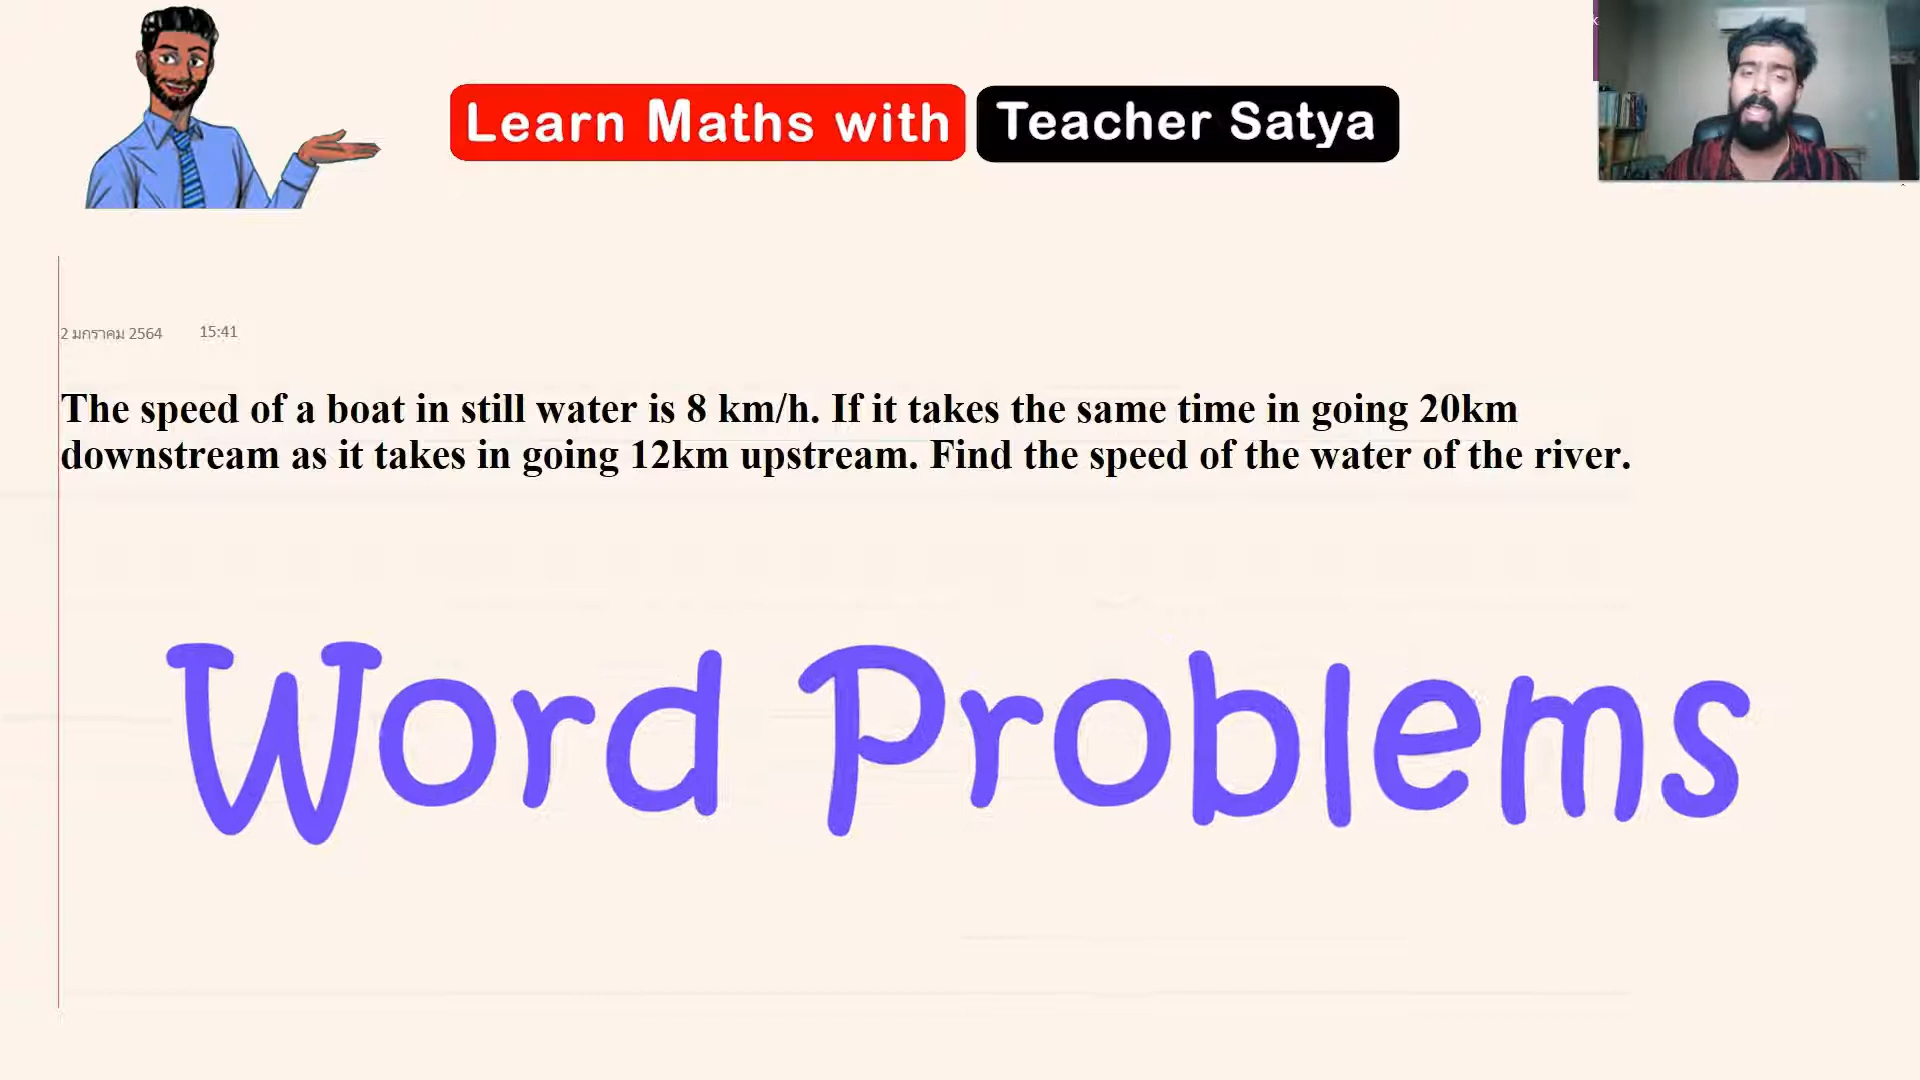 Learn Maths with Teacher Satya
2 มกราคม 2564 15:41
The speed of a boat in still water is 8 km/h. If it takes the same time in going 20km
downstream as it takes in going 12km upstream. Find the speed of the water of the river.
Word Problems